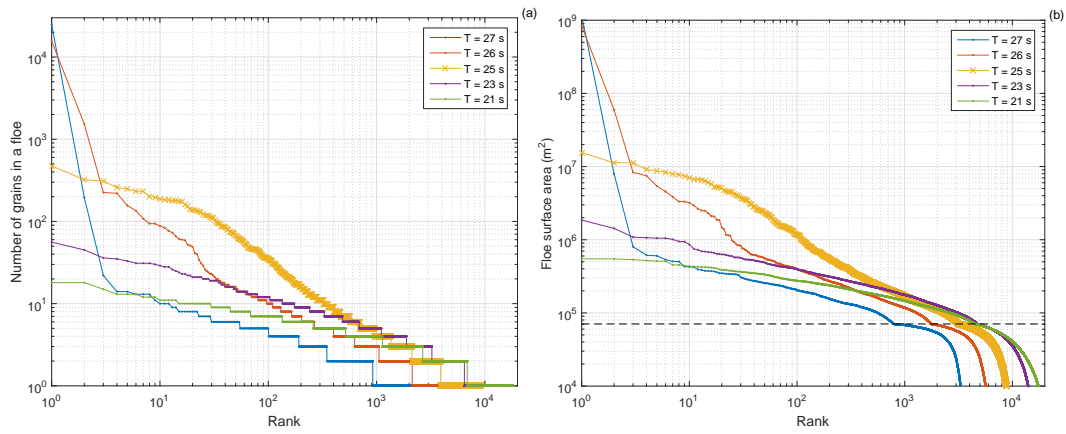 (a)
10^4
10^3
10^2
10^1
10^0
Number of grains in a floe
T = 27 s
T = 26 s
T = 25 s
T = 23 s
T = 21 s
10^0 10^1 10^2 10^3 10^4
Rank
(b)
10^9
10^8
10^7
10^6
10^5
10^4
Floe surface area (m^2)
T = 27 s
T = 26 s
T = 25 s
T = 23 s
T = 21 s
10^0 10^1 10^2 10^3 10^4
Rank